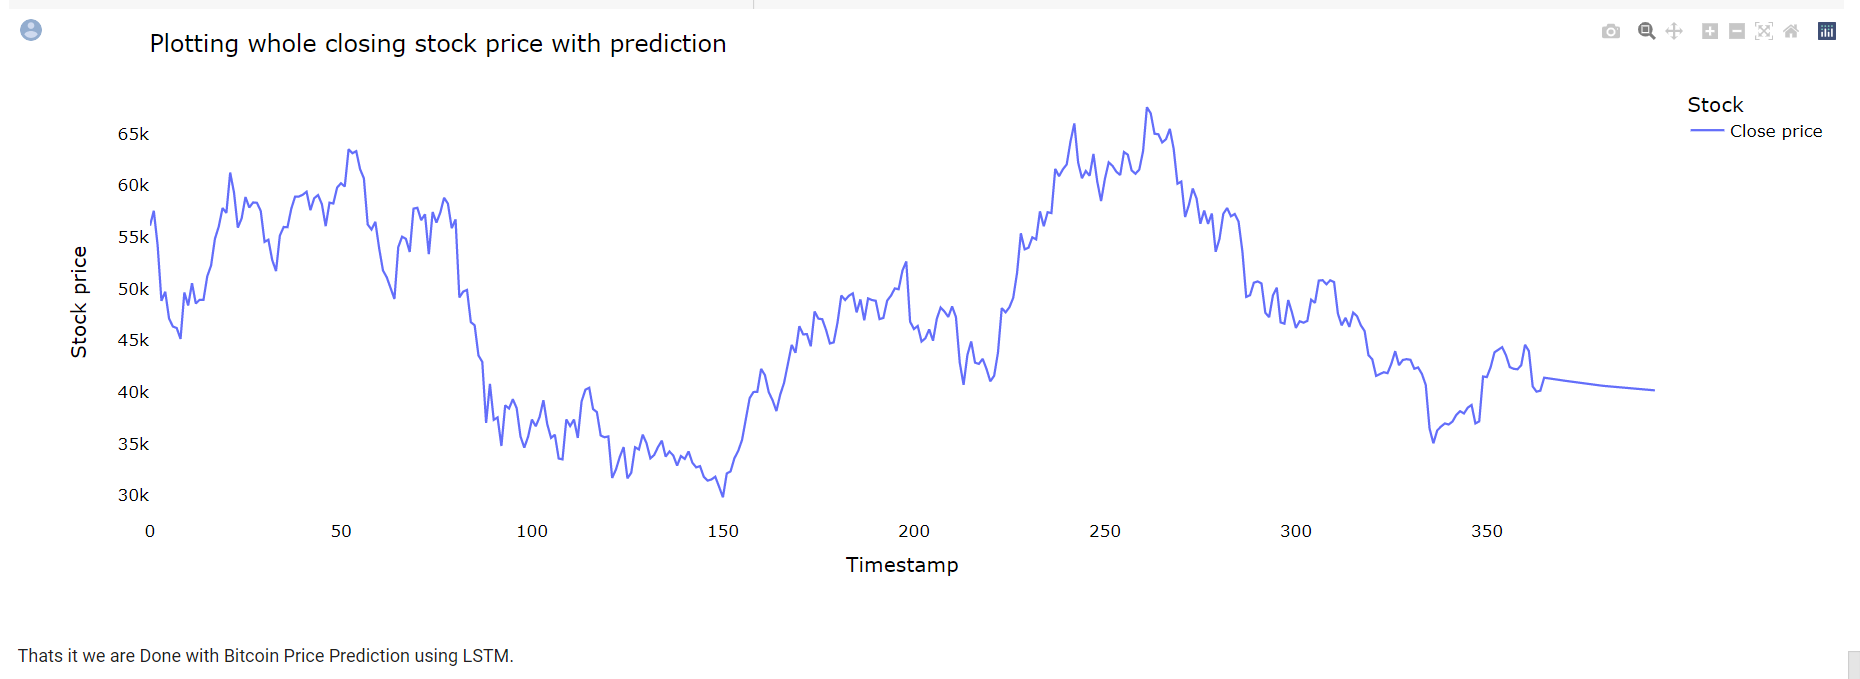 Plotting whole closing stock price with prediction
Stock
Close price
65k
60k
55k
50k
45k
40k
35k
30k
Stock price
0 50 100 150 200 250 300 350
Timestamp
Thats it we are Done with Bitcoin Price Prediction using LSTM.